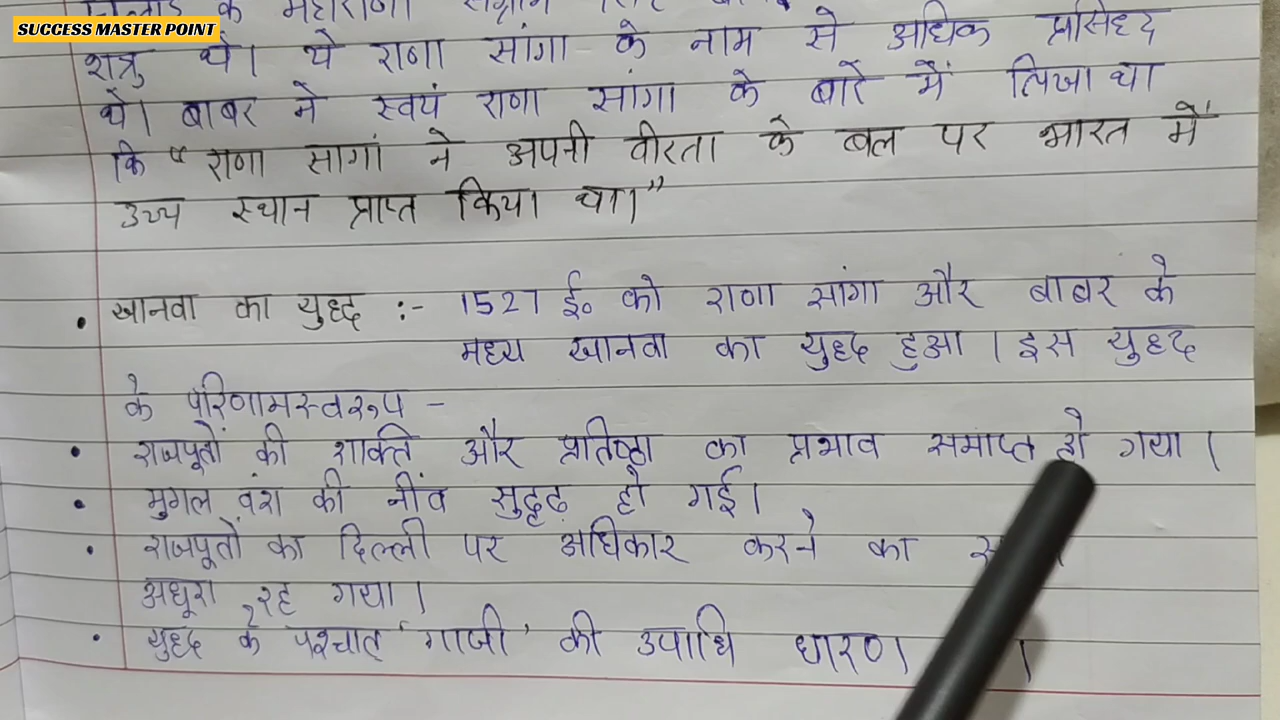 SUCCESS MASTER POINT
के महाराणा
शत्रु थे। ये राणा सांगा के नाम से अधिक प्रसिद्ध
थे। बाबर ने स्वयं राणा सांगा के बारे में लिखा था
कि " राणा सागां ने अपनी वीरता के बल पर भारत में
उच्च स्थान प्राप्त किया था।"
• खानवा का युद्ध :- 1527 ई० को राणा सांगा और बाबर के
मध्य खानवा का युद्ध हुआ । इस युद्ध
के परिणामस्वरूप -
• राजपूतों की शक्ति और प्रतिष्ठा का प्रभाव समाप्त हो गया ।
• मुगल वंश की नींव सुदृढ़ हो गई।
• राजपूतों का दिल्ली पर अधिकार करने का
अधूरा रह गया ।
• युद्ध के पश्चात् 'गाजी' की उपाधि धारण ।